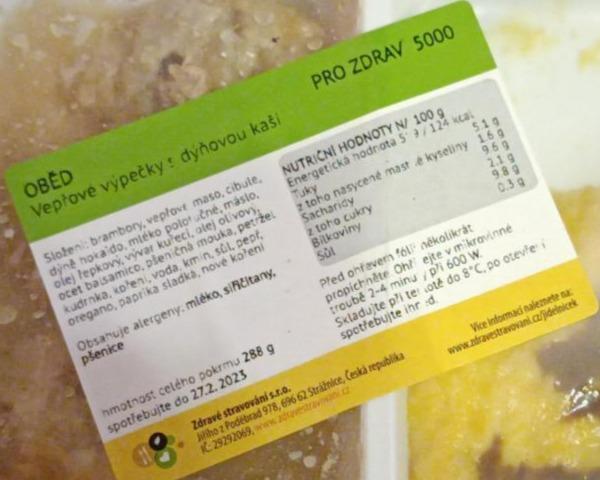 PRO ZDRAV 5000
OBĚD
Vepřové výpečky s dýňovou kaší
Složení: brambory, vepřové maso, cibule,
dýně hokaido, mléko polotučné, máslo,
olej řepkový, vývar kuřecí, olej olivový,
ocet balsamico, pšeničná mouka, petržel
kudrnka, koření, voda, kmín, sůl, pepř,
oregano, paprika sladká, nové koření
Obsahuje alergeny: mléko, siřičitany,
pšenice
hmotnost celého pokrmu 288 g
spotřebujte do 27.2. 2023
NUTRIČNÍ HODNOTY NA 100 g
Energetická hodnota / 124 kcal
Tuky 5.1 g
z toho nasycené mastné kyseliny 1.6 g
Sacharidy 9.6 g
z toho cukry 2.1 g
Bílkoviny 9.8 g
Sůl 0.3 g
Před ohřevem fólii několikrát
propíchněte. Ohřejte v mikrovlnné
troubě 2-4 minuty při 600 W.
Skladujte při teplotě do 8°C, po otevření
spotřebujte ihned.
Zdravé stravování s.r.o.
Jiřího z Poděbrad 978, 696 62 Strážnice, Česká republika
IČ: 29292069, www.zdravestravovani.cz
Více informací naleznete na:
www.zdravestravovani.cz/jidelnicek